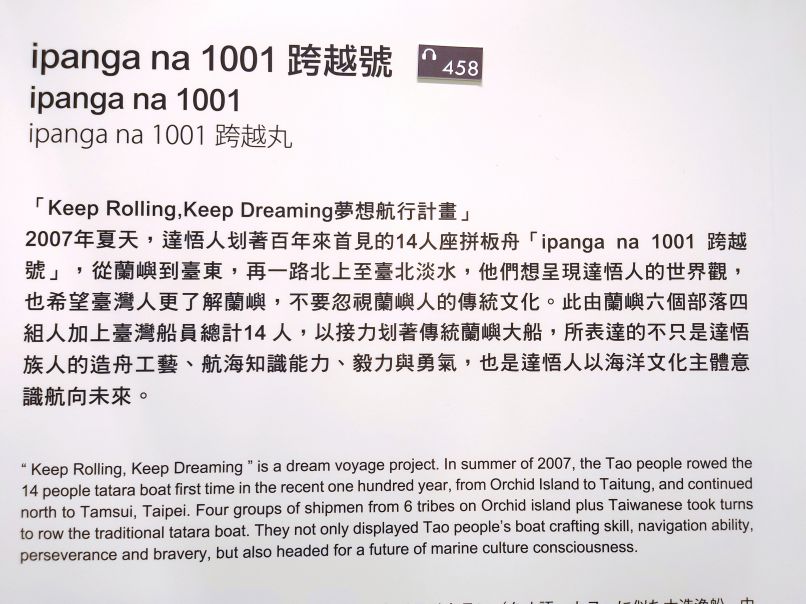 ipanga na 1001 跨越號 458
ipanga na 1001
ipanga na 1001 跨越丸
「Keep Rolling,Keep Dreaming夢想航行計畫」
2007年夏天，達悟人划著百年來首見的14人座拼板舟「ipanga na 1001 跨越
號」，從蘭嶼到臺東，再一路北上至臺北淡水，他們想呈現達悟人的世界觀，
也希望臺灣人更了解蘭嶼，不要忽視蘭嶼人的傳統文化。此由蘭嶼六個部落四
組人加上臺灣船員總計14 人，以接力划著傳統蘭嶼大船，所表達的不只是達悟
族人的造舟工藝、航海知識能力、毅力與勇氣，也是達悟人以海洋文化主體意
識航向未來。
“ Keep Rolling, Keep Dreaming ” is a dream voyage project. In summer of 2007, the Tao people rowed the
14 people tatara boat first time in the recent one hundred year, from Orchid Island to Taitung, and continued
north to Tamsui, Taipei. Four groups of shipmen from 6 tribes on Orchid island plus Taiwanese took turns
to row the traditional tatara boat. They not only displayed Tao people's boat crafting skill, navigation ability,
perseverance and bravery, but also headed for a future of marine culture consciousness.